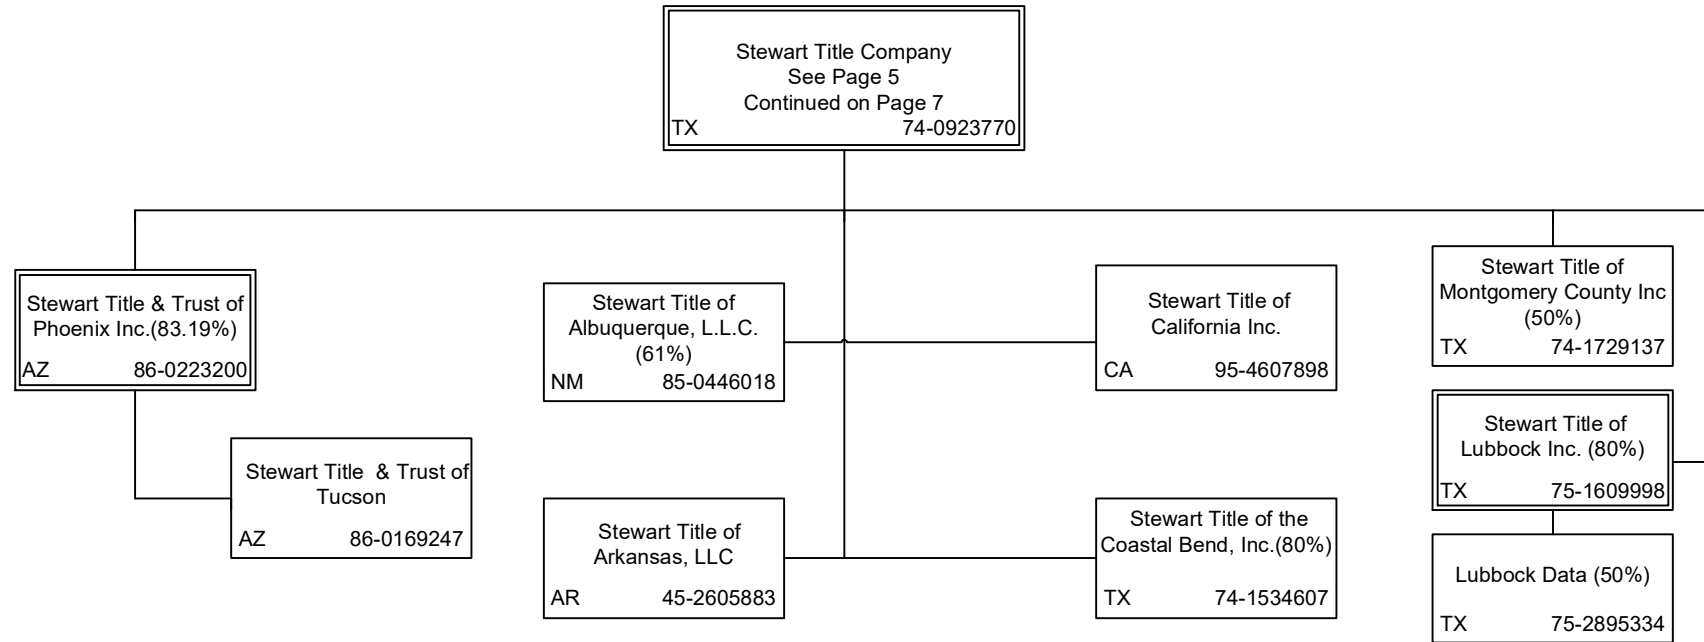 Stewart Title Company
See Page 5
Continued on Page 7
TX 74-0923770
Stewart Title & Trust of
Phoenix Inc.(83.19%)
AZ 86-0223200
Stewart Title & Trust of
Tucson
AZ 86-0169247
Stewart Title of
Albuquerque, L.L.C.
(61%)
NM 85-0446018
Stewart Title of
Arkansas, LLC
AR 45-2605883
Stewart Title of
California Inc.
CA 95-4607898
Stewart Title of the
Coastal Bend, Inc.(80%)
TX 74-1534607
Stewart Title of
Montgomery County Inc
(50%)
TX 74-1729137
Stewart Title of
Lubbock Inc. (80%)
TX 75-1609998
Lubbock Data (50%)
TX 75-2895334